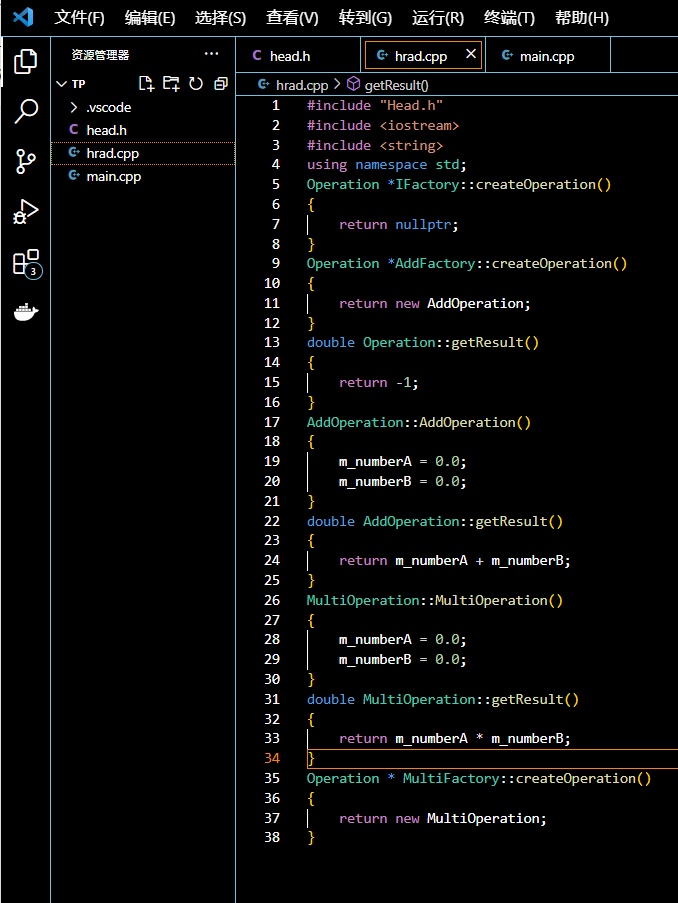 文件(F) 编辑(E) 选择(S) 查看(V) 转到(G) 运行(R) 终端(T) 帮助(H)
资源管理器 ···
C head.h
hrad.cpp ×
main.cpp
TP
hrad.cpp > getResult()
.vscode
C head.h
hrad.cpp
main.cpp
3
1 #include "Head.h"
2 #include <iostream>
3 #include <string>
4 using namespace std;
5 Operation *IFactory::createOperation()
6 {
7     return nullptr;
8 }
9 Operation *AddFactory::createOperation()
10 {
11     return new AddOperation;
12 }
13 double Operation::getResult()
14 {
15     return -1;
16 }
17 AddOperation::AddOperation()
18 {
19     m_numberA = 0.0;
20     m_numberB = 0.0;
21 }
22 double AddOperation::getResult()
23 {
24     return m_numberA + m_numberB;
25 }
26 MultiOperation::MultiOperation()
27 {
28     m_numberA = 0.0;
29     m_numberB = 0.0;
30 }
31 double MultiOperation::getResult()
32 {
33     return m_numberA * m_numberB;
34 }
35 Operation * MultiFactory::createOperation()
36 {
37     return new MultiOperation;
38 }